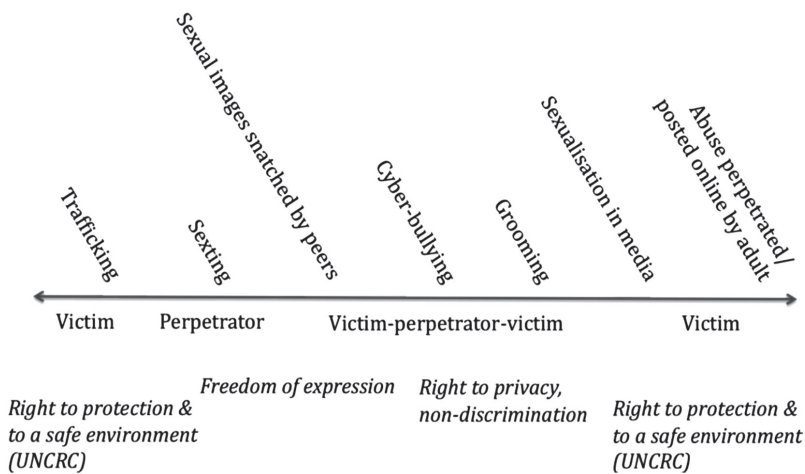 Trafficking
Sexting
Sexual images snatched by peers
Cyber-bullying
Grooming
Sexualisation in media
Abuse perpetrated/
posted online by adult
Victim
Perpetrator
Victim-perpetrator-victim
Victim
Right to protection &
to a safe environment
(UNCRC)
Freedom of expression
Right to privacy,
non-discrimination
Right to protection &
to a safe environment
(UNCRC)